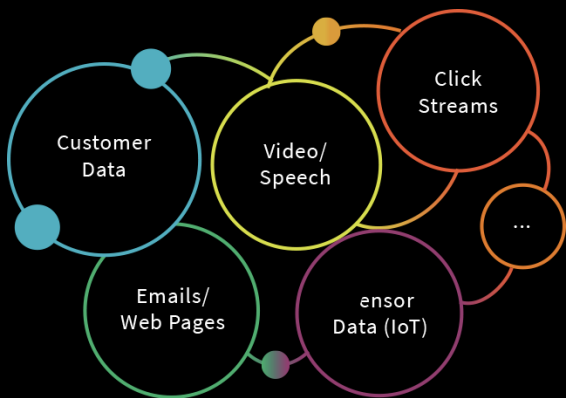 Click
Streams
Customer
Data
Video/
Speech
...
Emails/
Web Pages
ensor
Data (IoT)